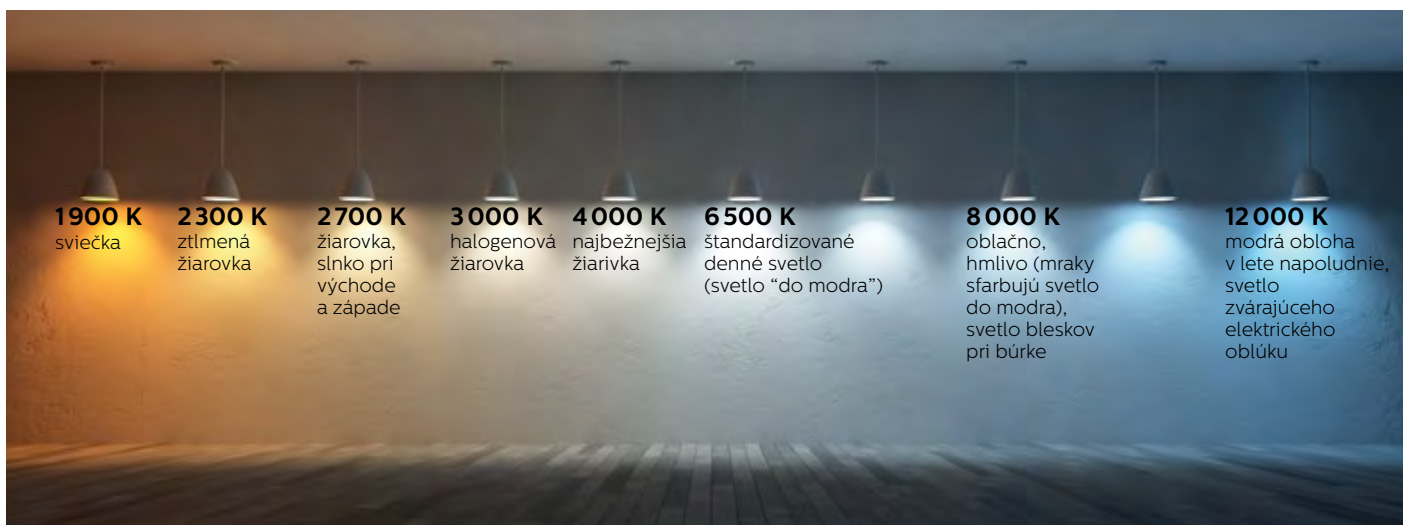 1900 K
sviečka
2300 K
ztlmená
žiarovka
2700 K
žiarovka,
slnko pri
východe
a západe
3000 K
halogenová
žiarovka
4000 K
najbežnejšia
žiarivka
6500 K
štandardizované
denné svetlo
(svetlo “do modra”)
8000 K
oblačno,
hmlivo (mraky
sfarbujú svetlo
do modra),
svetlo bleskov
pri búrke
12000 K
modrá obloha
v lete napoludnie,
svetlo
zvárajúceho
elektrického
oblúku